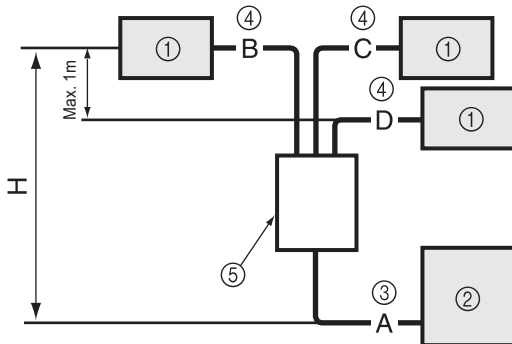 ④ ④
① B C ①
④
Max. 1m
D ①
H
⑤
③ ②
A